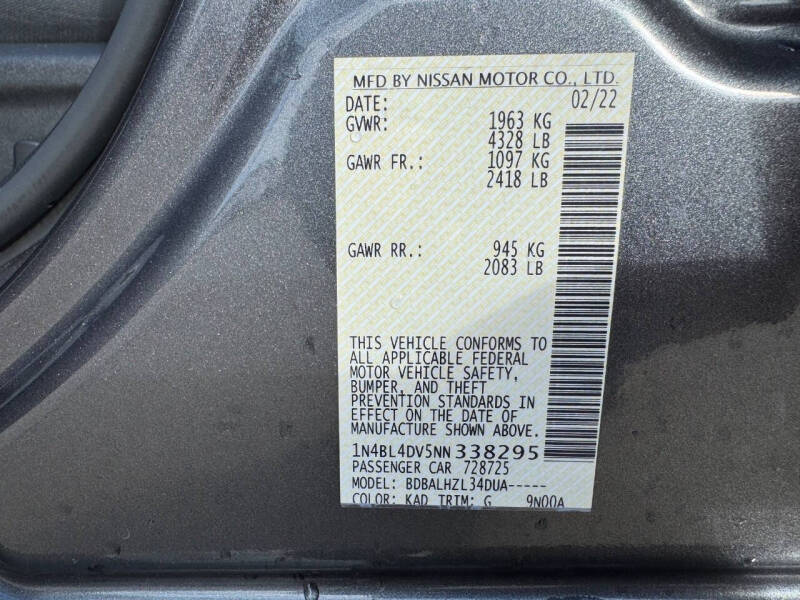 MFD BY NISSAN MOTOR CO., LTD.
DATE: 02/22
GVWR: 1963 KG
4328 LB
GAWR FR.: 1097 KG
2418 LB
GAWR RR.: 945 KG
2083 LB
THIS VEHICLE CONFORMS TO
ALL APPLICABLE FEDERAL
MOTOR VEHICLE SAFETY,
BUMPER, AND THEFT
PREVENTION STANDARDS IN
EFFECT ON THE DATE OF
MANUFACTURE SHOWN ABOVE.
1N4BL4DV5NN338295
PASSENGER CAR 728725
MODEL: BDBALHZL34DUA-----
COLOR: KAD TRIM: G 9N00A